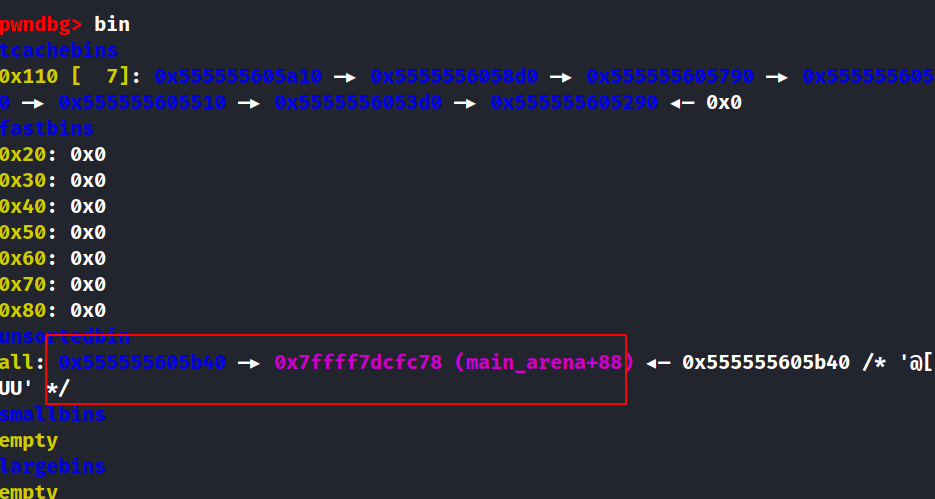 pwndbg> bin
tcachebins
0x110 [  7]: 0x555555605a10 —▸ 0x5555556058d0 —▸ 0x555555605790 —▸ 0x555555605
0 —▸ 0x555555605510 —▸ 0x5555556053d0 —▸ 0x555555605290 ◂— 0x0
fastbins
0x20: 0x0
0x30: 0x0
0x40: 0x0
0x50: 0x0
0x60: 0x0
0x70: 0x0
0x80: 0x0
unsortedbin
all: 0x555555605b40 —▸ 0x7ffff7dcfc78 (main_arena+88) ◂— 0x555555605b40 /* '@[
UU' */
smallbins
empty
largebins
empty